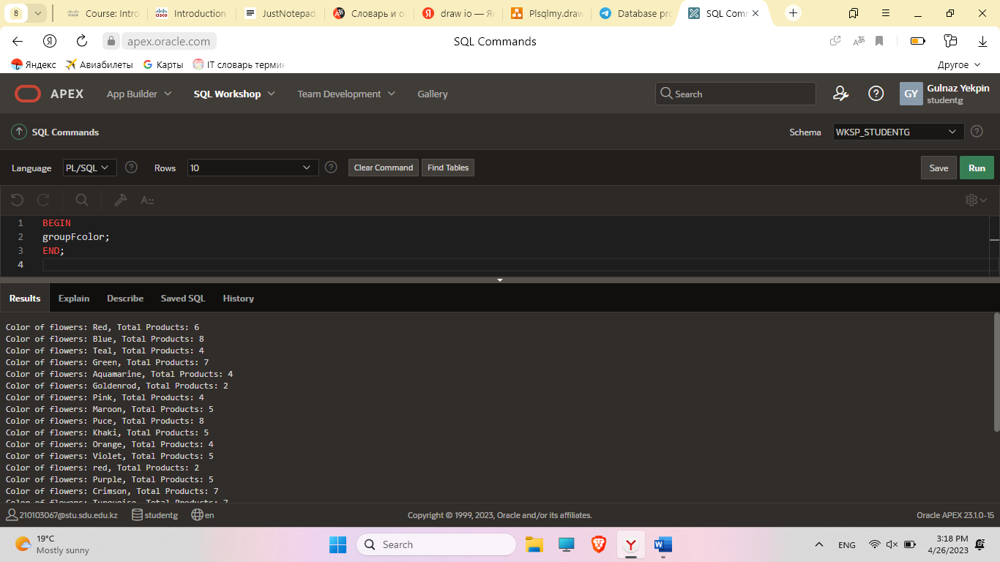 8
Course: Intro
Introduction
JustNotepad
Словарь и о
draw io — Як
Plsqlmy.draw
Database pro
SQL Comm
apex.oracle.com
SQL Commands
Яндекс
Авиабилеты
Карты
IT словарь термин
Другое
APEX
App Builder
SQL Workshop
Team Development
Gallery
Search
GY
Gulnaz Yekpin
studentg
SQL Commands
Schema
WKSP_STUDENTG
Language
PL/SQL
Rows
10
Clear Command
Find Tables
Save
Run
1 BEGIN
2 groupFcolor;
3 END;
4
Results
Explain
Describe
Saved SQL
History
Color of flowers: Red, Total Products: 6
Color of flowers: Blue, Total Products: 8
Color of flowers: Teal, Total Products: 4
Color of flowers: Green, Total Products: 7
Color of flowers: Aquamarine, Total Products: 4
Color of flowers: Goldenrod, Total Products: 2
Color of flowers: Pink, Total Products: 4
Color of flowers: Maroon, Total Products: 5
Color of flowers: Puce, Total Products: 8
Color of flowers: Khaki, Total Products: 5
Color of flowers: Orange, Total Products: 4
Color of flowers: Violet, Total Products: 5
Color of flowers: red, Total Products: 2
Color of flowers: Purple, Total Products: 5
Color of flowers: Crimson, Total Products: 7
Color of flowers: Turquoise, Total Products: 7
210103067@stu.sdu.edu.kz
studentg
en
Copyright © 1999, 2023, Oracle and/or its affiliates.
Oracle APEX 23.1.0-15
19°C
Mostly sunny
Search
ENG
3:18 PM
4/26/2023